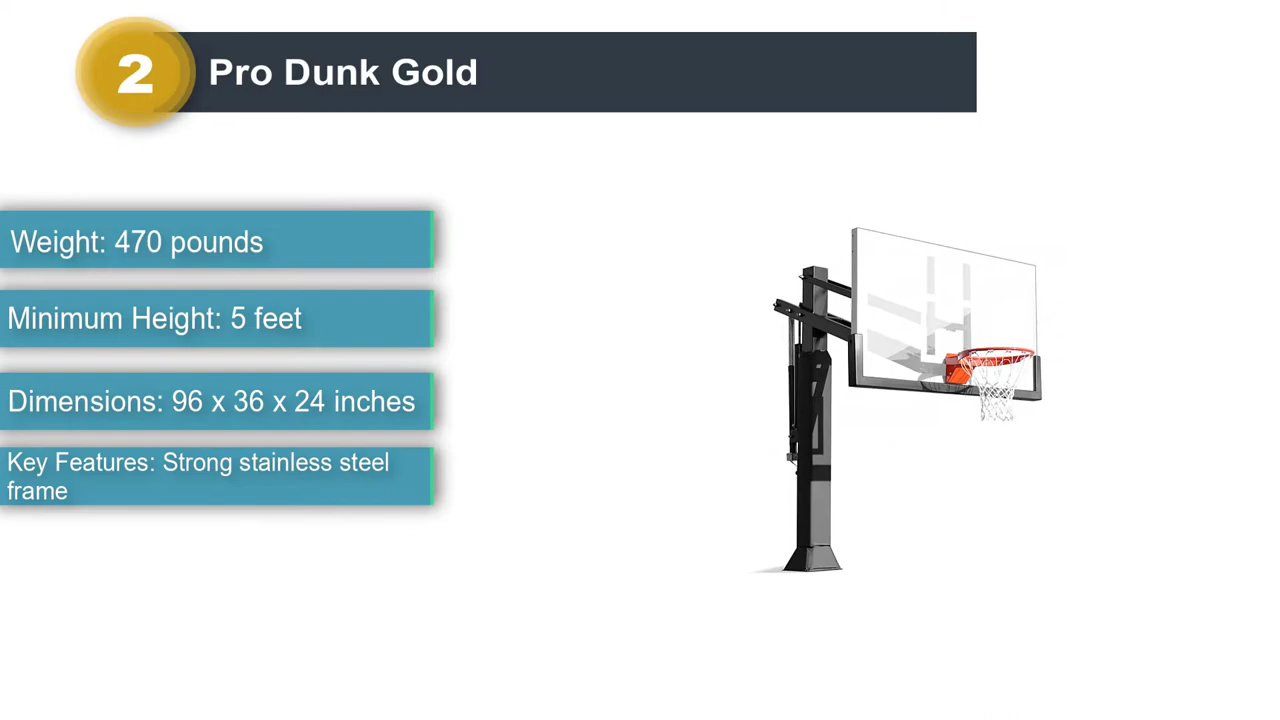 2
Pro Dunk Gold
Weight: 470 pounds
Minimum Height: 5 feet
Dimensions: 96 x 36 x 24 inches
Key Features: Strong stainless steel
frame